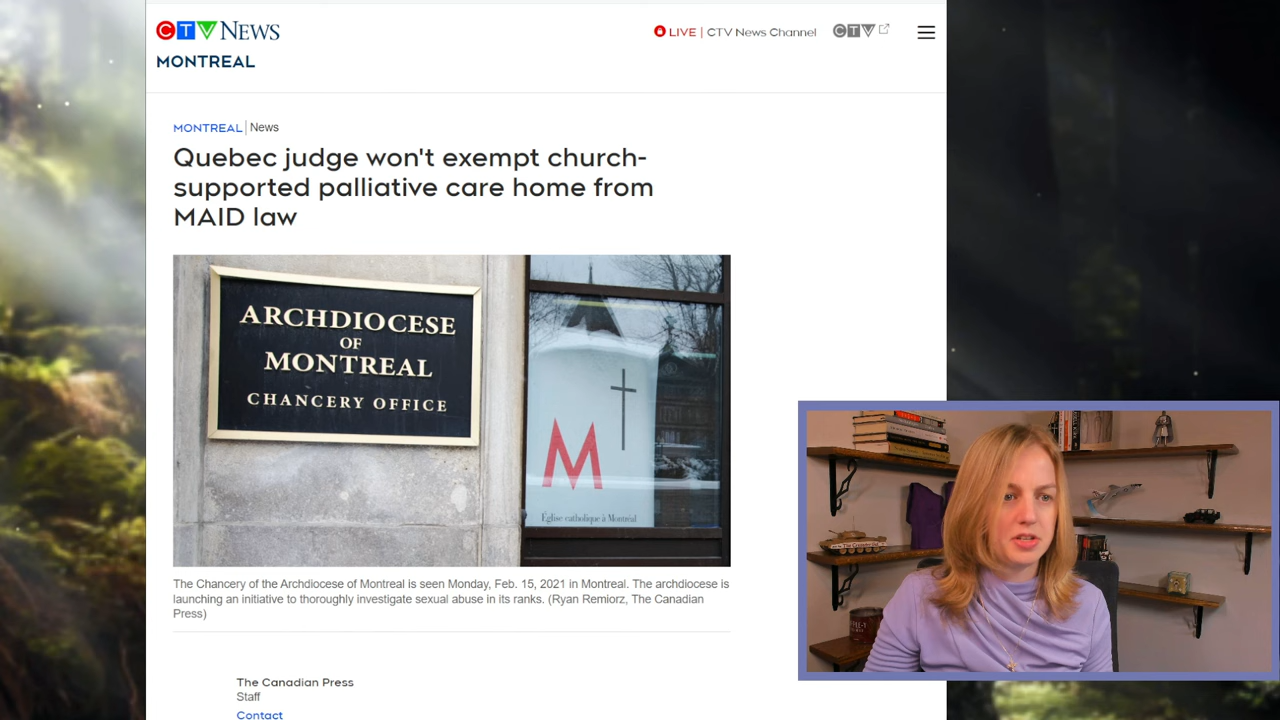 CTV NEWS
LIVE | CTV News Channel
CTV
MONTREAL
MONTREAL | News
Quebec judge won't exempt church-
supported palliative care home from
MAID law
ARCHDIOCESE
OF
MONTREAL
CHANCERY OFFICE
M
Église catholique à Montréal
The Chancery of the Archdiocese of Montreal is seen Monday, Feb. 15, 2021 in Montreal. The archdiocese is
launching an initiative to thoroughly investigate sexual abuse in its ranks. (Ryan Remiorz, The Canadian
Press)
The Canadian Press
Staff
Contact